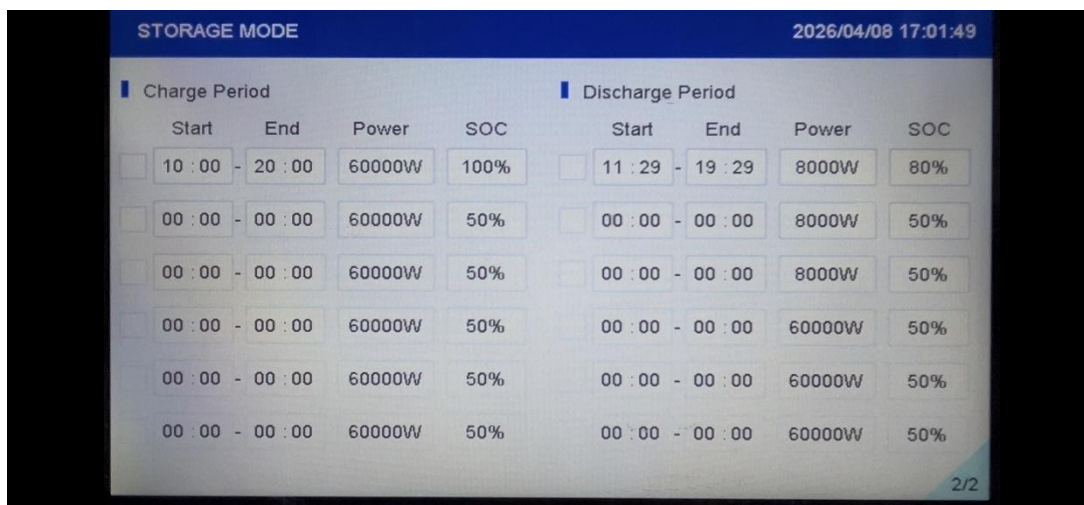 STORAGE MODE 2026/04/08 17:01:49
Charge Period Discharge Period
Start End Power SOC Start End Power SOC
10 : 00 - 20 : 00 60000W 100% 11 : 29 - 19 : 29 8000W 80%
00 : 00 - 00 : 00 60000W 50% 00 : 00 - 00 : 00 8000W 50%
00 : 00 - 00 : 00 60000W 50% 00 : 00 - 00 : 00 8000W 50%
00 : 00 - 00 : 00 60000W 50% 00 : 00 - 00 : 00 60000W 50%
00 : 00 - 00 : 00 60000W 50% 00 : 00 - 00 : 00 60000W 50%
00 : 00 - 00 : 00 60000W 50% 00 : 00 - 00 : 00 60000W 50%
2/2